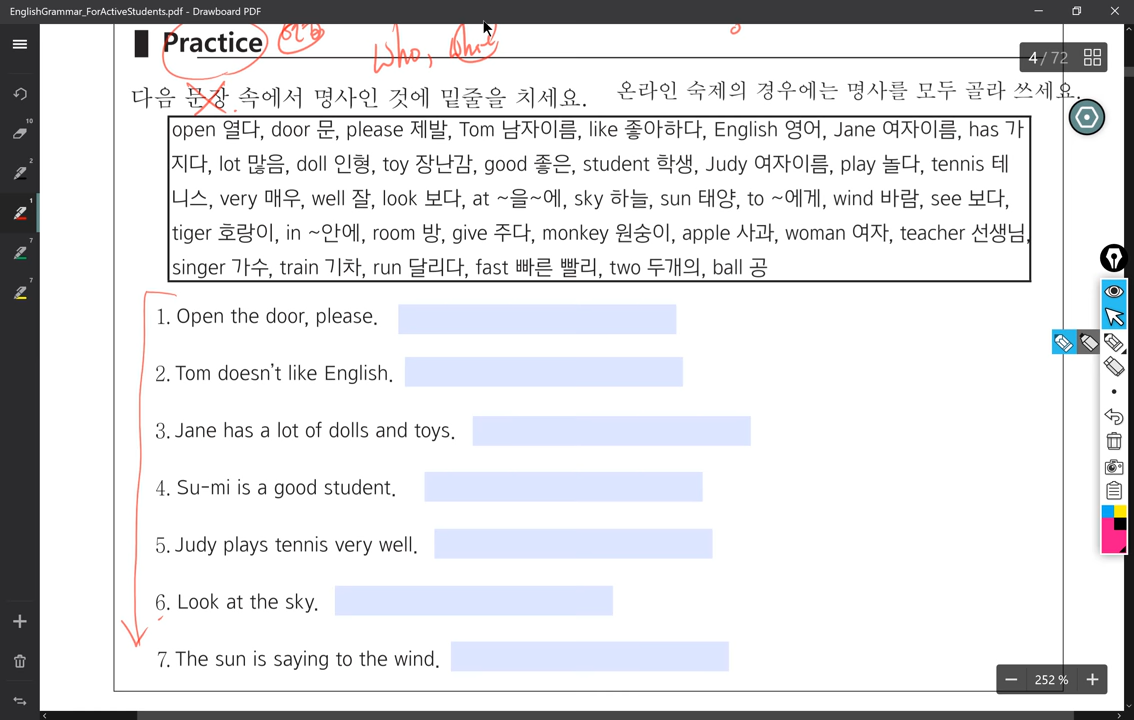 EnglishGrammar_ForActiveStudents.pdf - Drawboard PDF
Practice
who,
4 / 72
다음 문장 속에서 명사인 것에 밑줄을 치세요. 온라인 숙제의 경우에는 명사를 모두 골라 쓰세요.
open 열다, door 문, please 제발, Tom 남자이름, like 좋아하다, English 영어, Jane 여자이름, has 가
지다, lot 많음, doll 인형, toy 장난감, good 좋은, student 학생, Judy 여자이름, play 놀다, tennis 테
니스, very 매우, well 잘, look 보다, at ~을~에, sky 하늘, sun 태양, to ~에게, wind 바람, see 보다,
tiger 호랑이, in ~안에, room 방, give 주다, monkey 원숭이, apple 사과, woman 여자, teacher 선생님,
singer 가수, train 기차, run 달리다, fast 빠른 빨리, two 두개의, ball 공
1. Open the door, please.
2. Tom doesn't like English.
3. Jane has a lot of dolls and toys.
4. Su-mi is a good student.
5. Judy plays tennis very well.
6. Look at the sky.
7. The sun is saying to the wind.
252 %
10
2
1
7
7